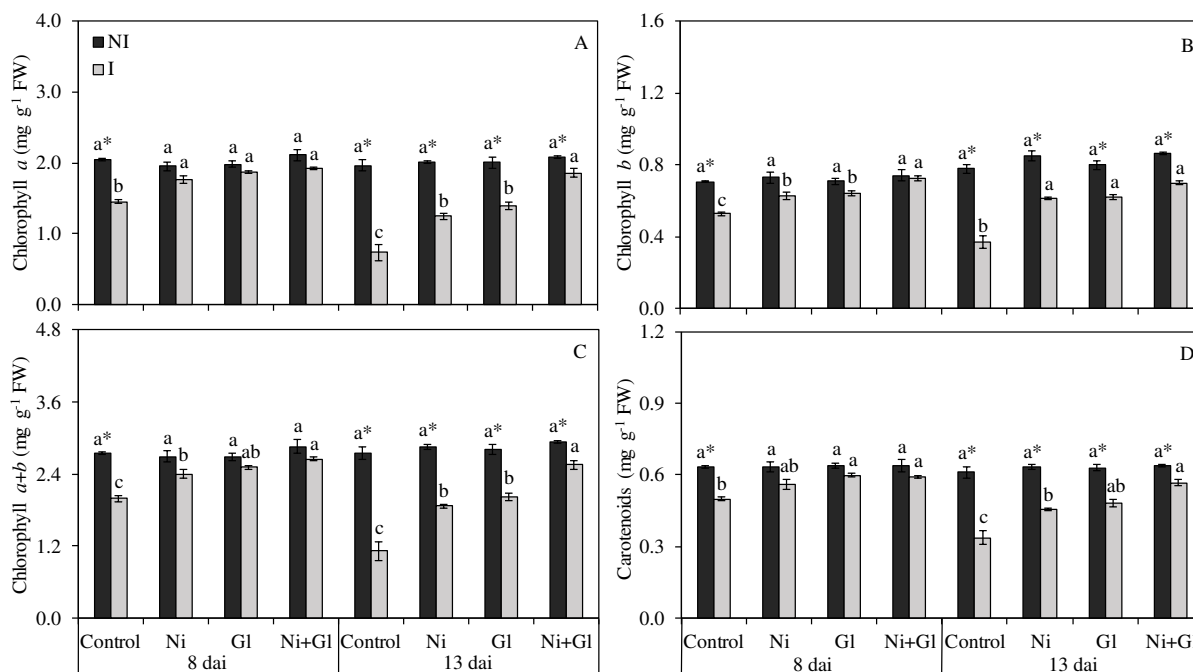 4.0
3.0
2.0
1.0
0.0
Chlorophyll a (mg g-1 FW)
NI
I
A
a* b a a a a a a a* c a* b a* b a* a
1.6
1.2
0.8
0.4
0.0
Chlorophyll b (mg g-1 FW)
B
a* c a b a b a a a* b a* a a* a a* a
4.8
3.6
2.4
1.2
0.0
Chlorophyll a+b (mg g-1 FW)
C
a* c a b a ab a a a* c a* b a* b a* a
Control Ni Gl Ni+Gl Control Ni Gl Ni+Gl
8 dai 13 dai
1.2
0.9
0.6
0.3
0.0
Carotenoids (mg g-1 FW)
D
a* b a ab a a a a a* c a* b a* ab a* a
Control Ni Gl Ni+Gl Control Ni Gl Ni+Gl
8 dai 13 dai